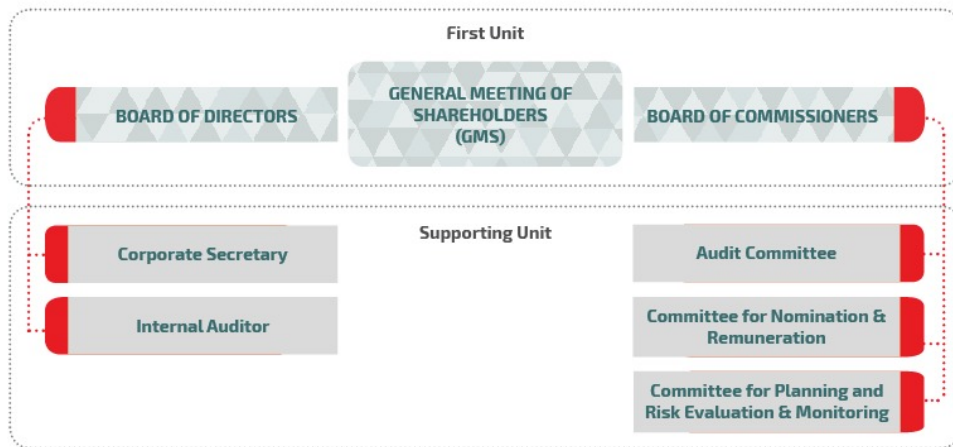 First Unit
BOARD OF DIRECTORS
GENERAL MEETING OF
SHAREHOLDERS
(GMS)
BOARD OF COMMISSIONERS
Supporting Unit
Corporate Secretary
Internal Auditor
Audit Committee
Committee for Nomination &
Remuneration
Committee for Planning and
Risk Evaluation & Monitoring